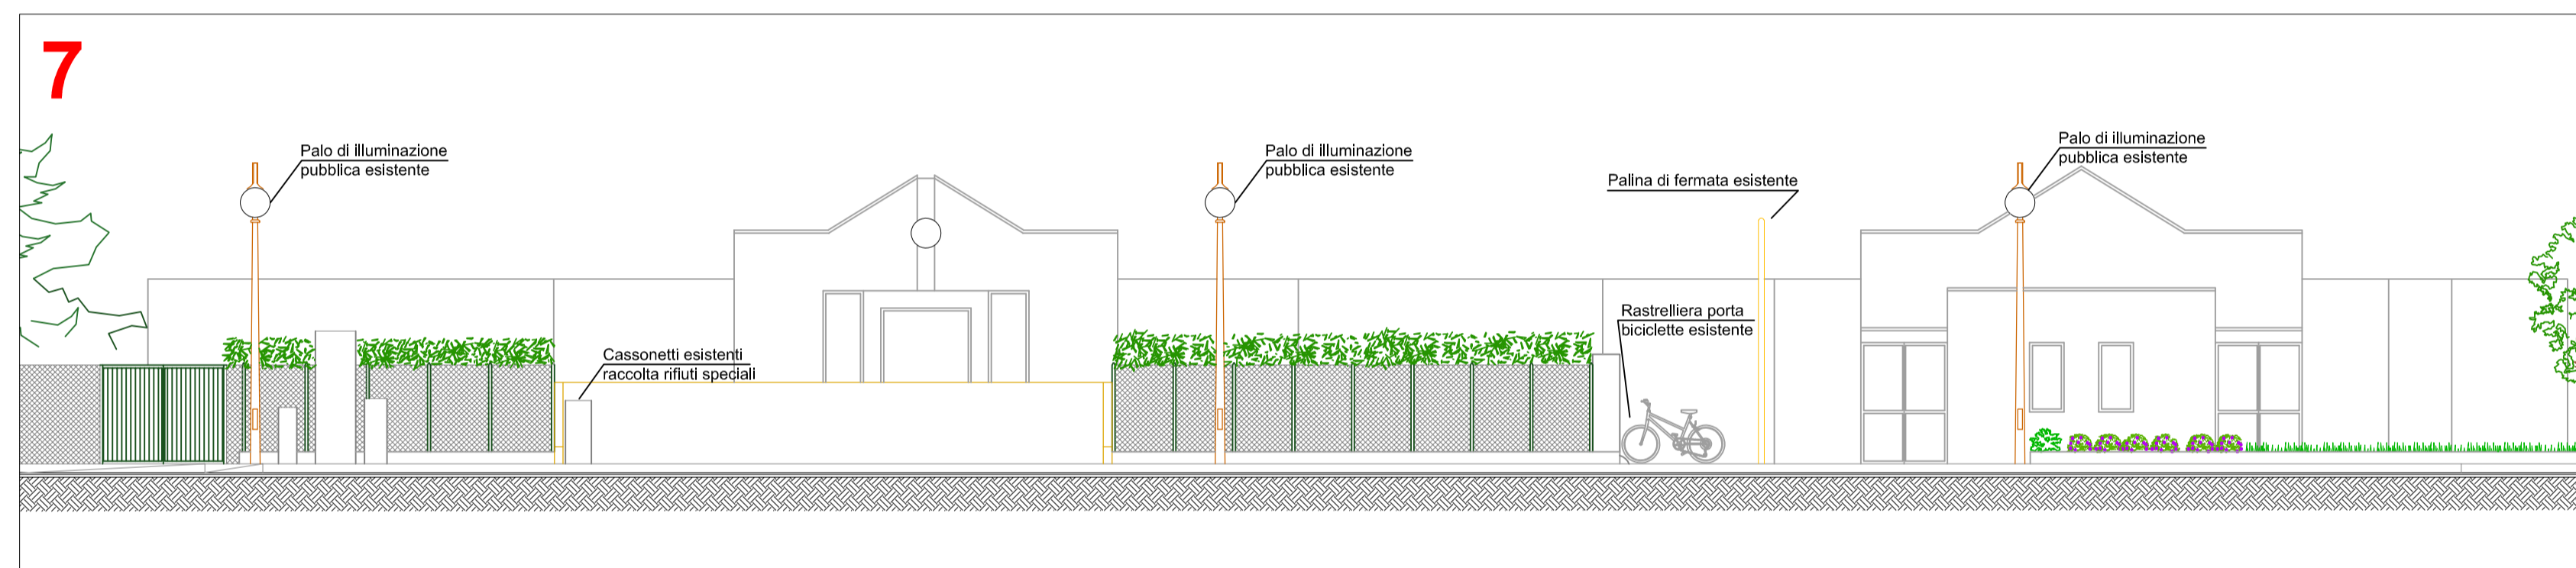 7
Palo di illuminazione
pubblica esistente
Cassonetti esistenti
raccolta rifiuti speciali
Palo di illuminazione
pubblica esistente
Palina di fermata esistente
Rastrelliera porta
biciclette esistente
Palo di illuminazione
pubblica esistente